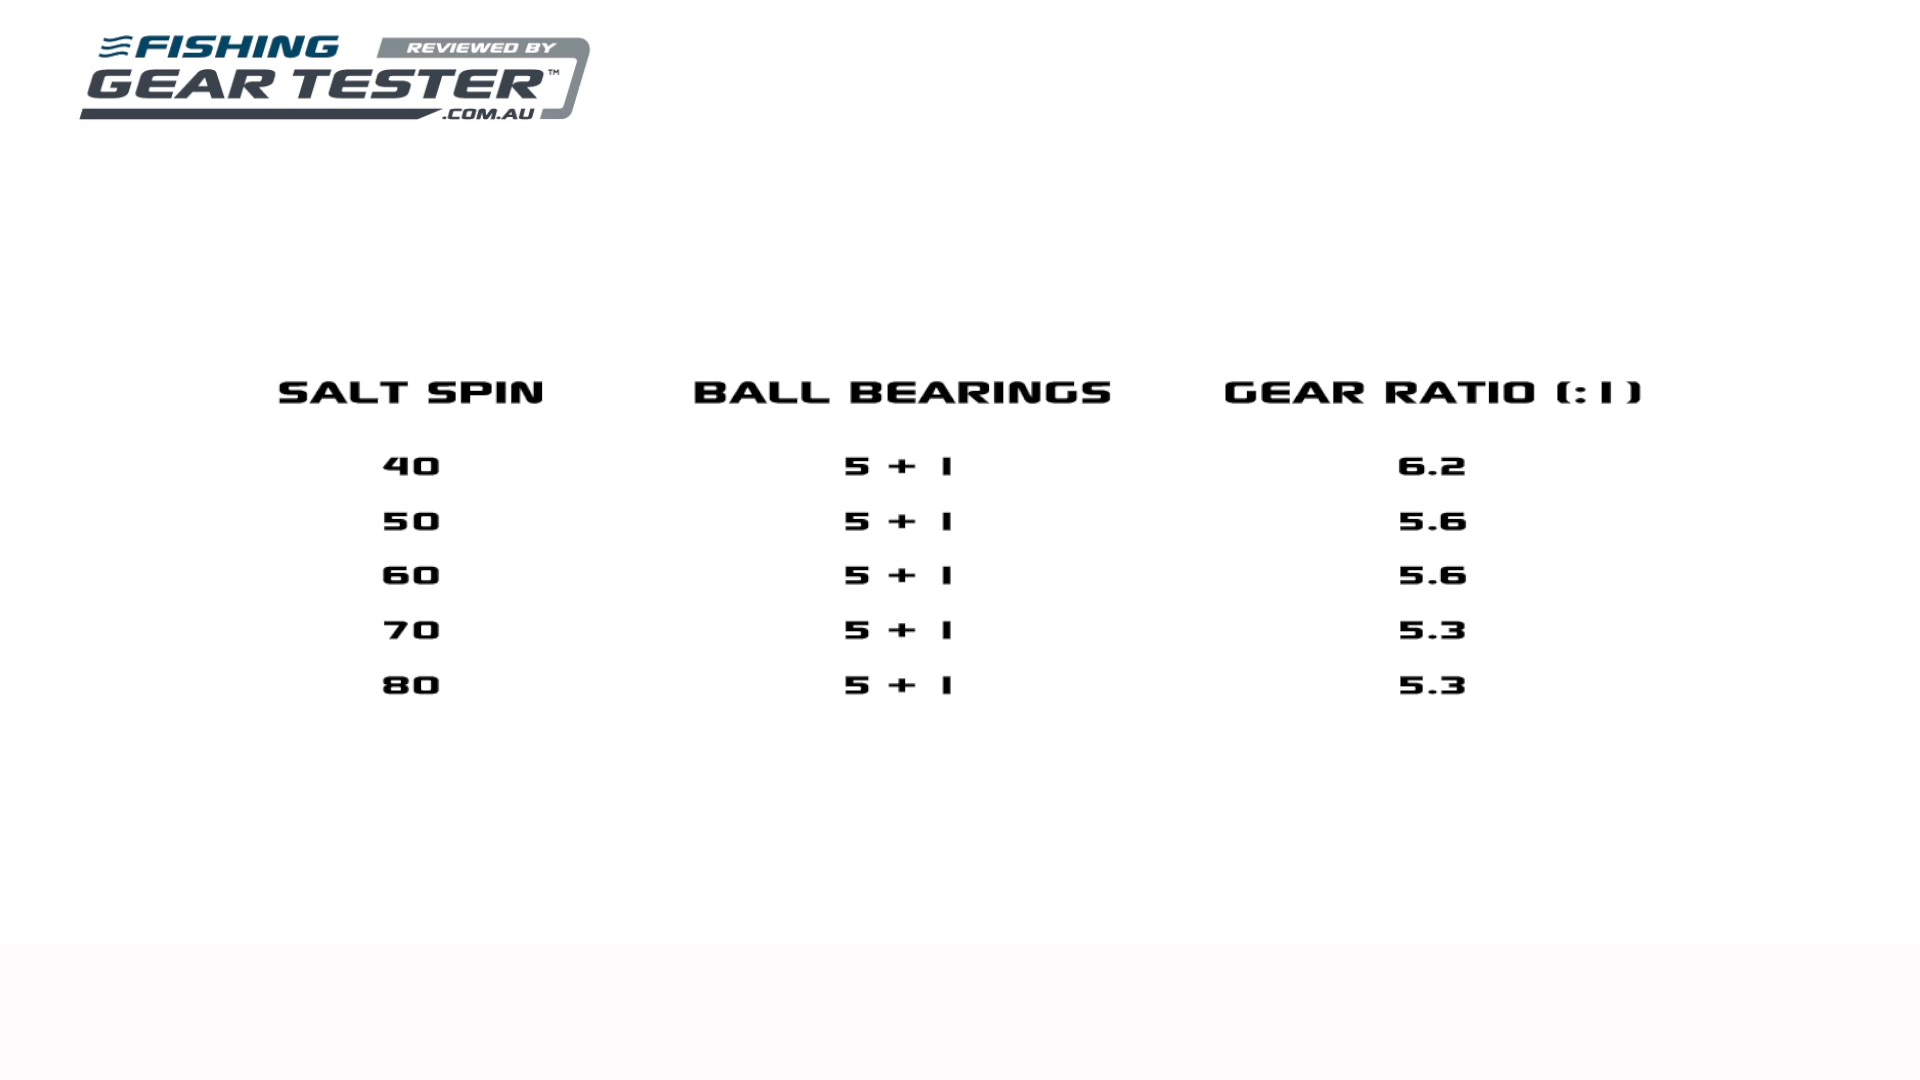 FISHING REVIEWED BY
GEAR TESTER™
.COM.AU
SALT SPIN BALL BEARINGS GEAR RATIO (:1)
40 5 + 1 6.2
50 5 + 1 5.6
60 5 + 1 5.6
70 5 + 1 5.3
80 5 + 1 5.3